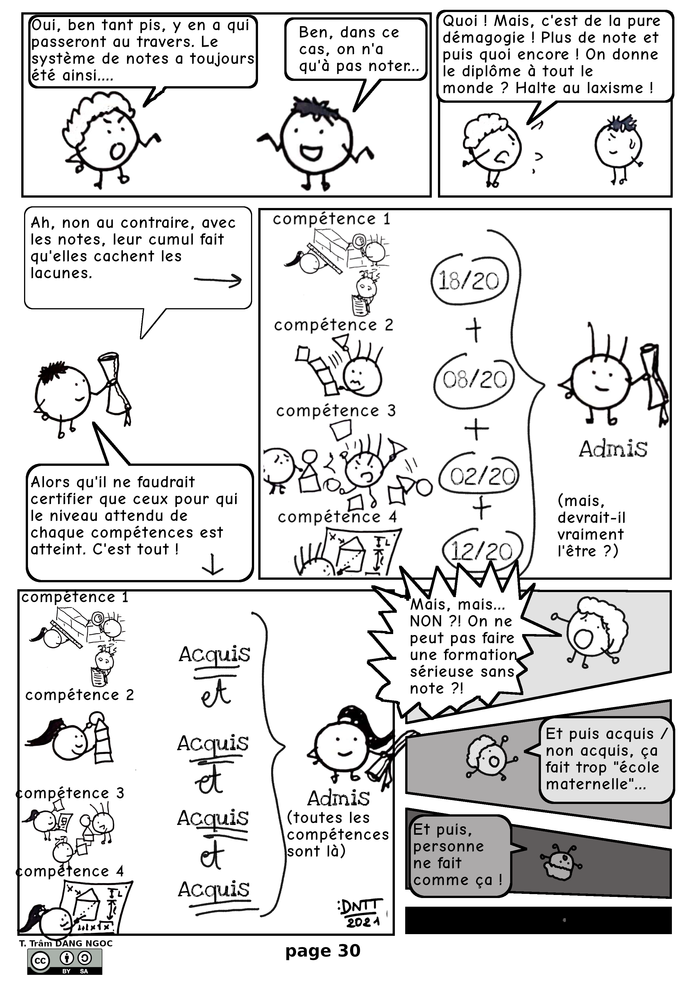 Oui, ben tant pis, y en a qui
passeront au travers. Le
système de notes a toujours
été ainsi....
Ben, dans ce
cas, on n'a
qu'à pas noter...
Quoi ! Mais, c'est de la pure
démagogie ! Plus de note et
puis quoi encore ! On donne
le diplôme à tout le
monde ? Halte au laxisme !
Ah, non au contraire, avec
les notes, leur cumul fait
qu'elles cachent les
lacunes.
Alors qu'il ne faudrait
certifier que ceux pour qui
le niveau attendu de
chaque compétences est
atteint. C'est tout !
compétence 1
18/20
+
compétence 2
08/20
+
compétence 3
02/20
+
compétence 4
12/20
Admis
(mais,
devrait-il
vraiment
l'être ?)
compétence 1
Acquis
et
compétence 2
Acquis
et
compétence 3
Acquis
et
compétence 4
Acquis
Admis
(toutes les
compétences
sont là)
:DNTT
2021
Mais, mais...
NON ?! On ne
peut pas faire
une formation
sérieuse sans
note ?!
Et puis acquis /
non acquis, ça
fait trop "école
maternelle"...
Et puis,
personne
ne fait
comme ça !
T. Trâm DANG NGOC
cc BY SA
page 30